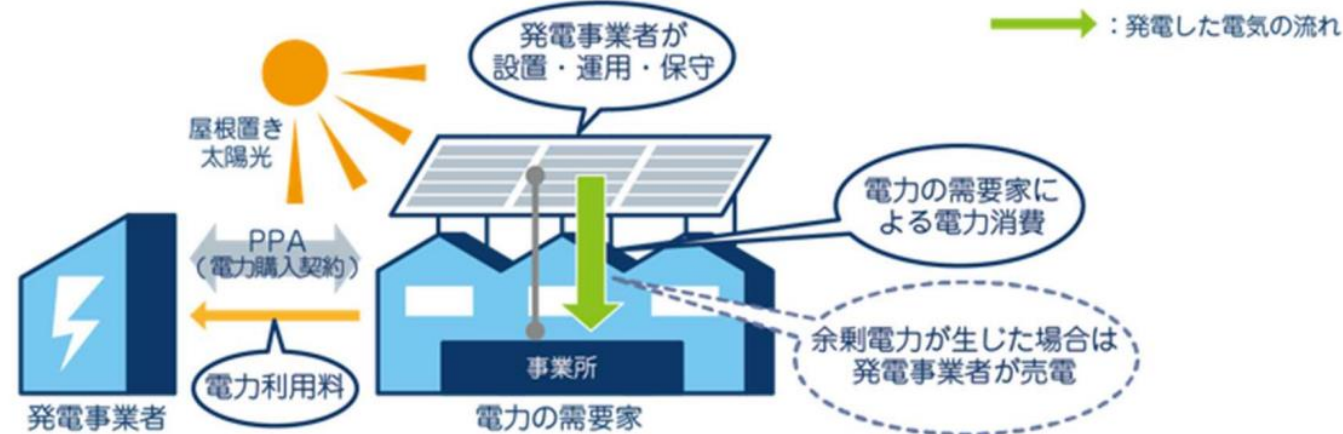 発電事業者が
設置・運用・保守
：発電した電気の流れ
屋根置き
太陽光
電力の需要家に
よる電力消費
PPA
（電力購入契約）
余剰電力が生じた場合は
発電事業者が売電
事業所
電力利用料
発電事業者
電力の需要家